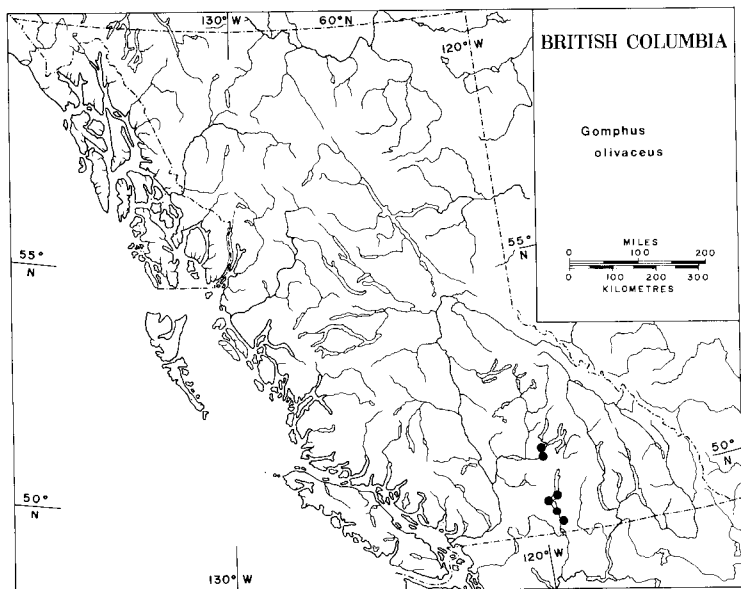 130° W
60° N
120° W
BRITISH COLUMBIA
Gomphus
olivaceus
MILES
0 100 200
0 100 200 300
KILOMETRES
55°
N
55°
N
50°
N
50°
N
120° W
130° W